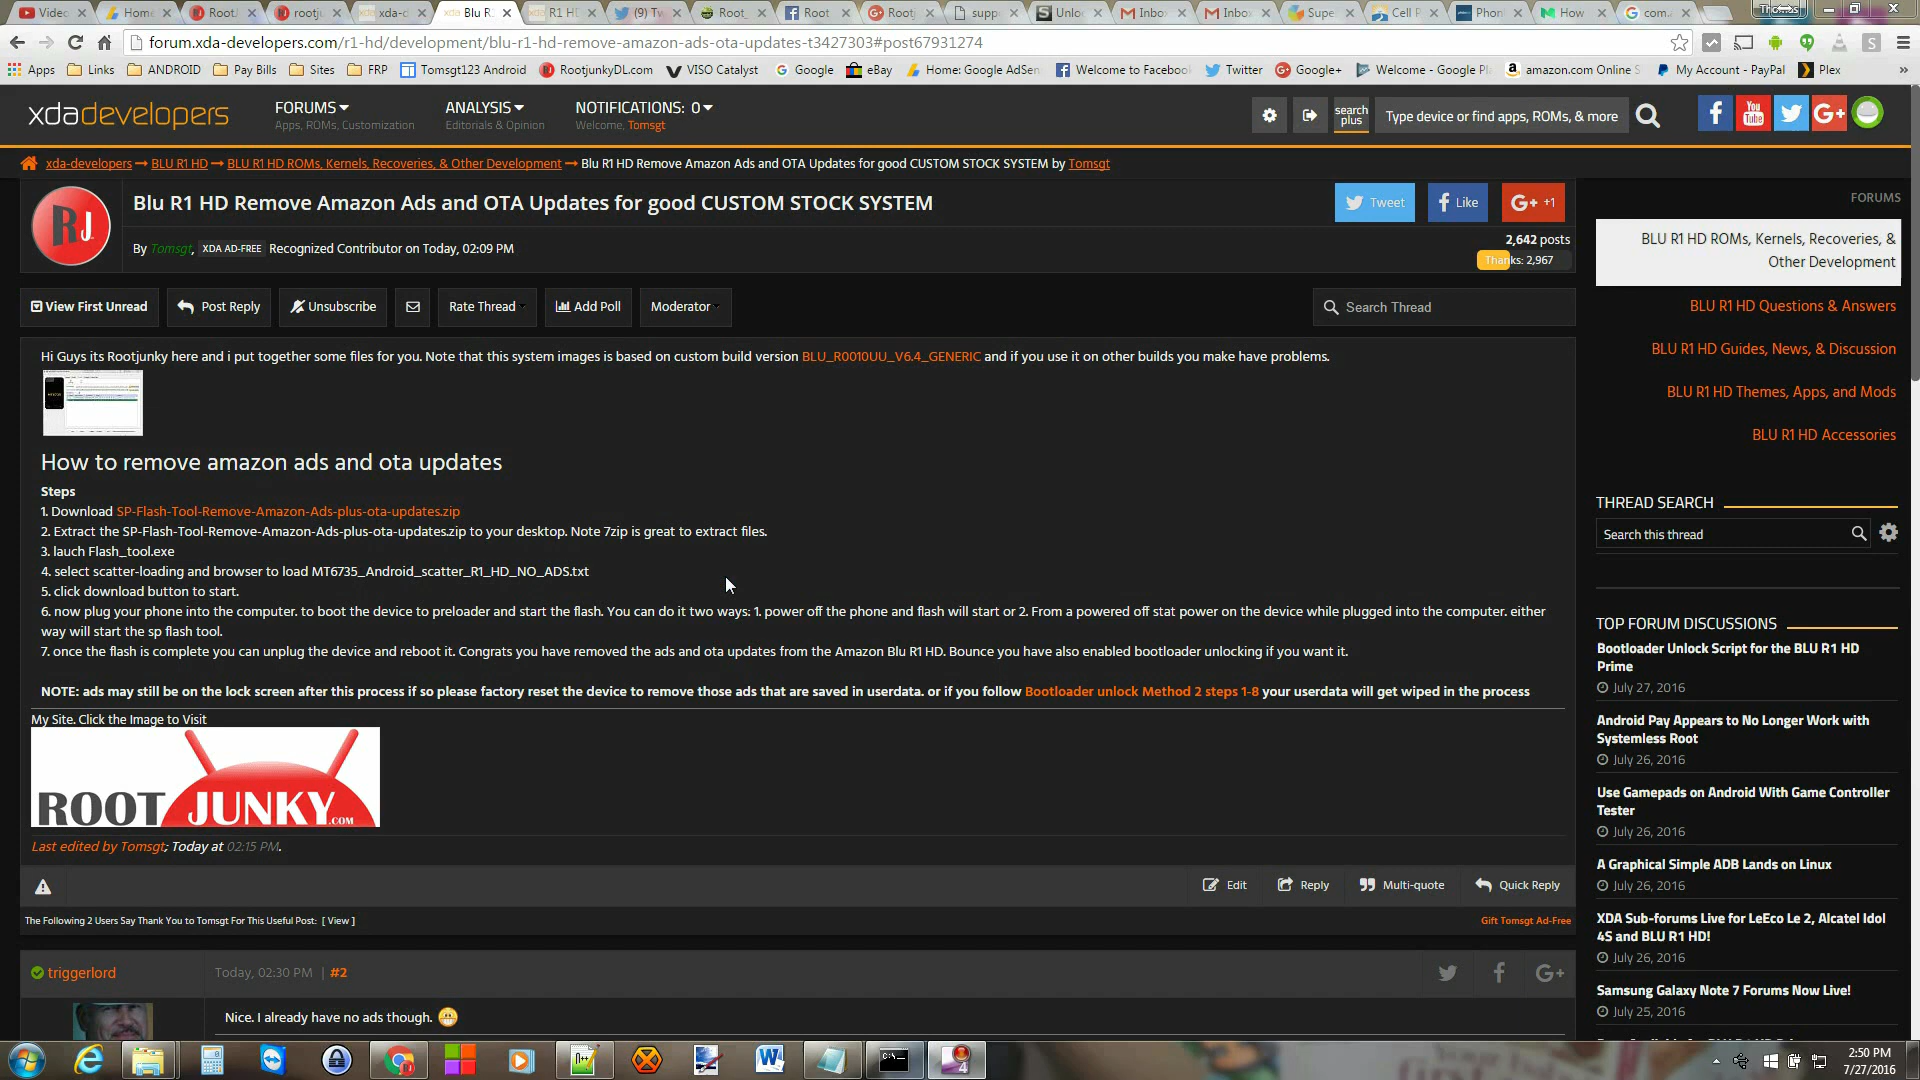 Video
Home
Root
rootju
xda-d
Blu R
R1 HD
(9) Tw
Root_
Root
Rootj
supp
Unlo
Inbo
Inbo
Supe
Cell P
Phon
How
com.
Thomas
forum.xda-developers.com/r1-hd/development/blu-r1-hd-remove-amazon-ads-ota-updates-t3427303#post67931274
Apps Links ANDROID Pay Bills Sites FRP Tomsgt123 Android RootjunkyDL.com VISO Catalyst Google eBay Home: Google AdSen Welcome to Facebook Twitter Google+ Welcome - Google Pl amazon.com Online S My Account - PayPal Plex »
xdadevelopers
FORUMS
Apps, ROMs, Customization
ANALYSIS
Editorials & Opinion
NOTIFICATIONS: 0
Welcome, Tomsgt
search
plus
Type device or find apps, ROMs, & more
You
Tube
xda-developers → BLU R1 HD → BLU R1 HD ROMs, Kernels, Recoveries, & Other Development → Blu R1 HD Remove Amazon Ads and OTA Updates for good CUSTOM STOCK SYSTEM by Tomsgt
RJ
Blu R1 HD Remove Amazon Ads and OTA Updates for good CUSTOM STOCK SYSTEM
Tweet
Like
G+ +1
By Tomsgt, XDA AD-FREE Recognized Contributor on Today, 02:09 PM
2,642 posts
Thanks: 2,967
View First Unread
Post Reply
Unsubscribe
Rate Thread
Add Poll
Moderator
Search Thread
Hi Guys its Rootjunky here and i put together some files for you. Note that this system images is based on custom build version BLU_R0010UU_V6.4_GENERIC and if you use it on other builds you make have problems.
How to remove amazon ads and ota updates
Steps
1. Download SP-Flash-Tool-Remove-Amazon-Ads-plus-ota-updates.zip
2. Extract the SP-Flash-Tool-Remove-Amazon-Ads-plus-ota-updates.zip to your desktop. Note 7zip is great to extract files.
3. lauch Flash_tool.exe
4. select scatter-loading and browser to load MT6735_Android_scatter_R1_HD_NO_ADS.txt
5. click download button to start.
6. now plug your phone into the computer. to boot the device to preloader and start the flash. You can do it two ways: 1. power off the phone and flash will start or 2. From a powered off stat power on the device while plugged into the computer. either
way will start the sp flash tool.
7. once the flash is complete you can unplug the device and reboot it. Congrats you have removed the ads and ota updates from the Amazon Blu R1 HD. Bounce you have also enabled bootloader unlocking if you want it.
NOTE: ads may still be on the lock screen after this process if so please factory reset the device to remove those ads that are saved in userdata. or if you follow Bootloader unlock Method 2 steps 1-8 your userdata will get wiped in the process
My Site. Click the Image to Visit
ROOT JUNKY.COM
Last edited by Tomsgt; Today at 02:15 PM.
Edit
Reply
Multi-quote
Quick Reply
The Following 2 Users Say Thank You to Tomsgt For This Useful Post: [ View ]
Gift Tomsgt Ad-Free
triggerlord
Today, 02:30 PM | #2
Nice. I already have no ads though.
FORUMS
BLU R1 HD ROMs, Kernels, Recoveries, &
Other Development
BLU R1 HD Questions & Answers
BLU R1 HD Guides, News, & Discussion
BLU R1 HD Themes, Apps, and Mods
BLU R1 HD Accessories
THREAD SEARCH
Search this thread
TOP FORUM DISCUSSIONS
Bootloader Unlock Script for the BLU R1 HD
Prime
July 27, 2016
Android Pay Appears to No Longer Work with
Systemless Root
July 26, 2016
Use Gamepads on Android With Game Controller
Tester
July 26, 2016
A Graphical Simple ADB Lands on Linux
July 26, 2016
XDA Sub-forums Live for LeEco Le 2, Alcatel Idol
4S and BLU R1 HD!
July 26, 2016
Samsung Galaxy Note 7 Forums Now Live!
July 25, 2016
2:50 PM
7/27/2016